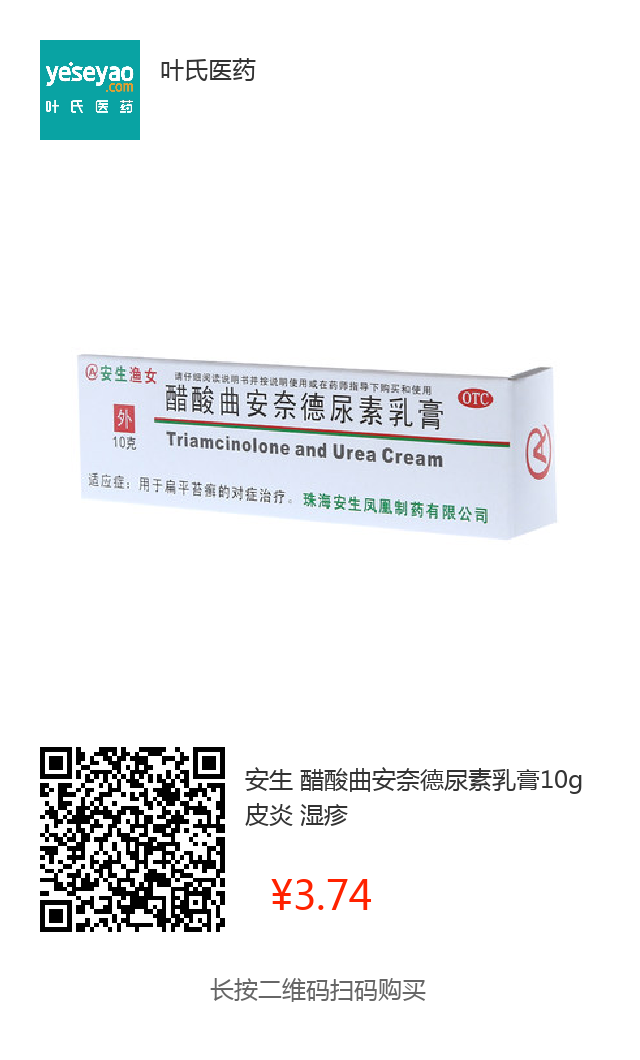 yeseyao
.com
叶氏医药
叶氏医药
安生渔女
请仔细阅读说明书并按说明使用或在药师指导下购买和使用
醋酸曲安奈德尿素乳膏
OTC
外
10克
Triamcinolone and Urea Cream
适应症：用于扁平苔癣的对症治疗。
珠海安生凤凰制药有限公司
安生 醋酸曲安奈德尿素乳膏10g
皮炎 湿疹
¥3.74
长按二维码扫码购买